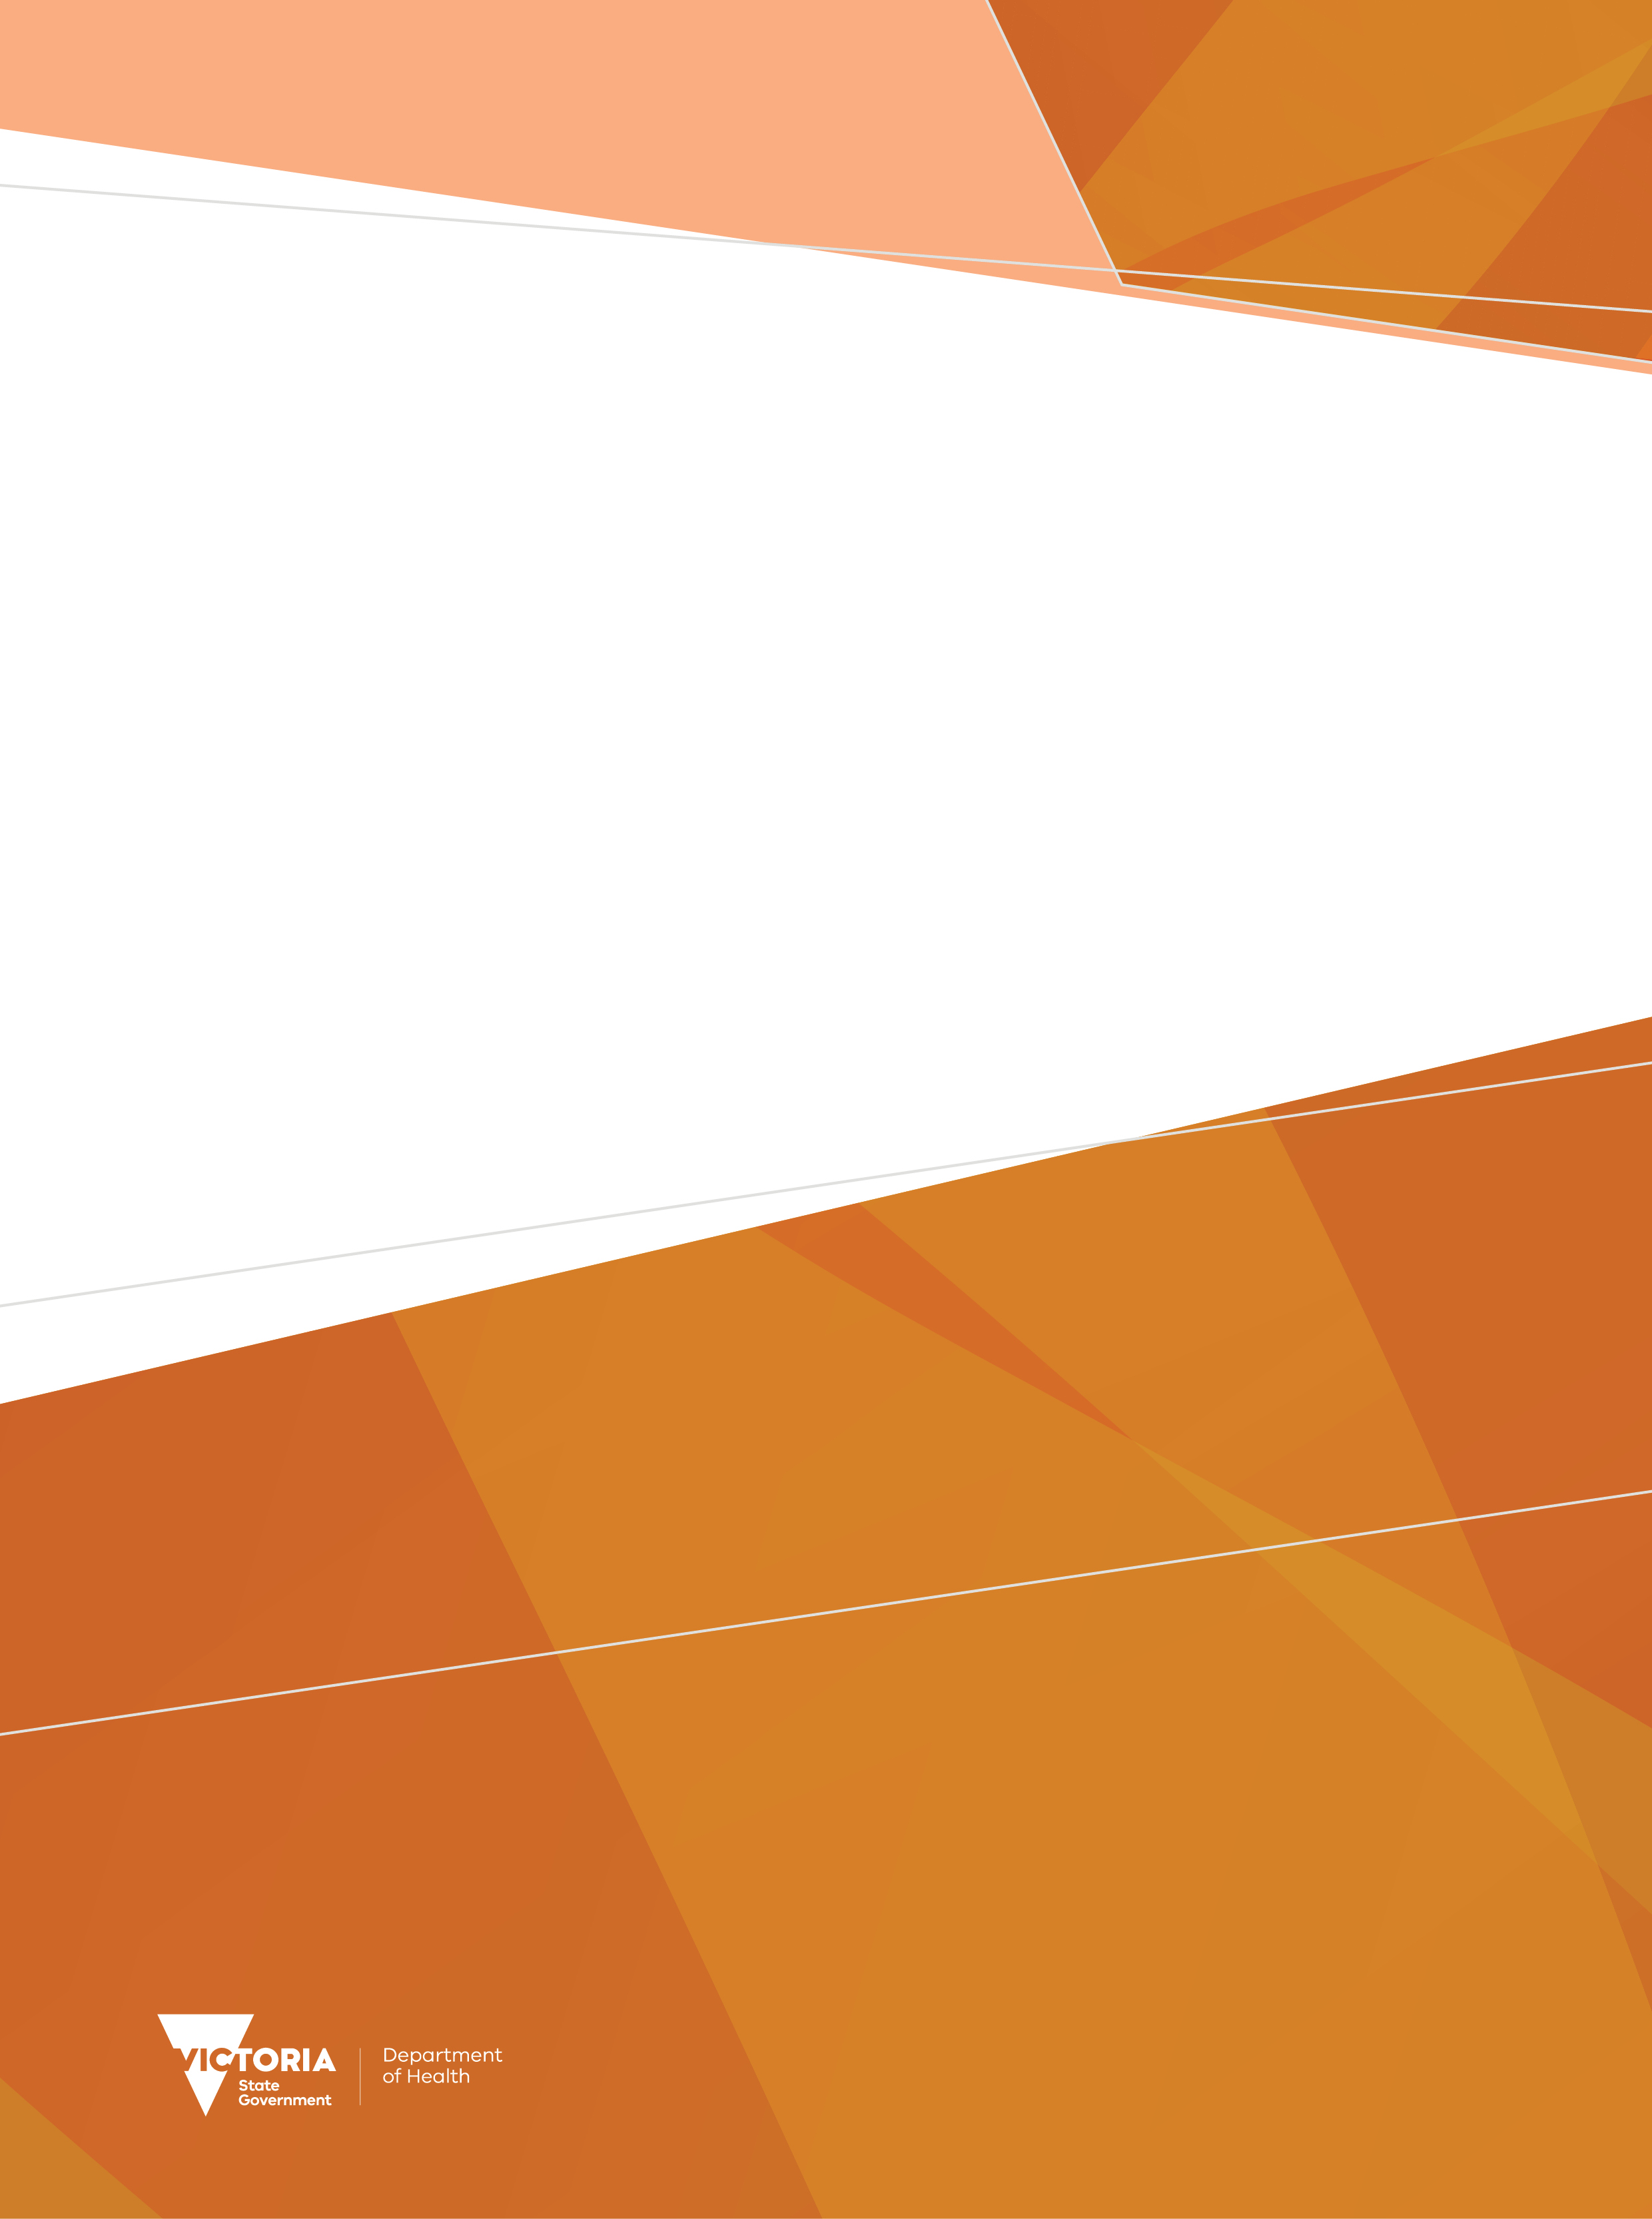 VICTORIA
State
Government
Department
of Health